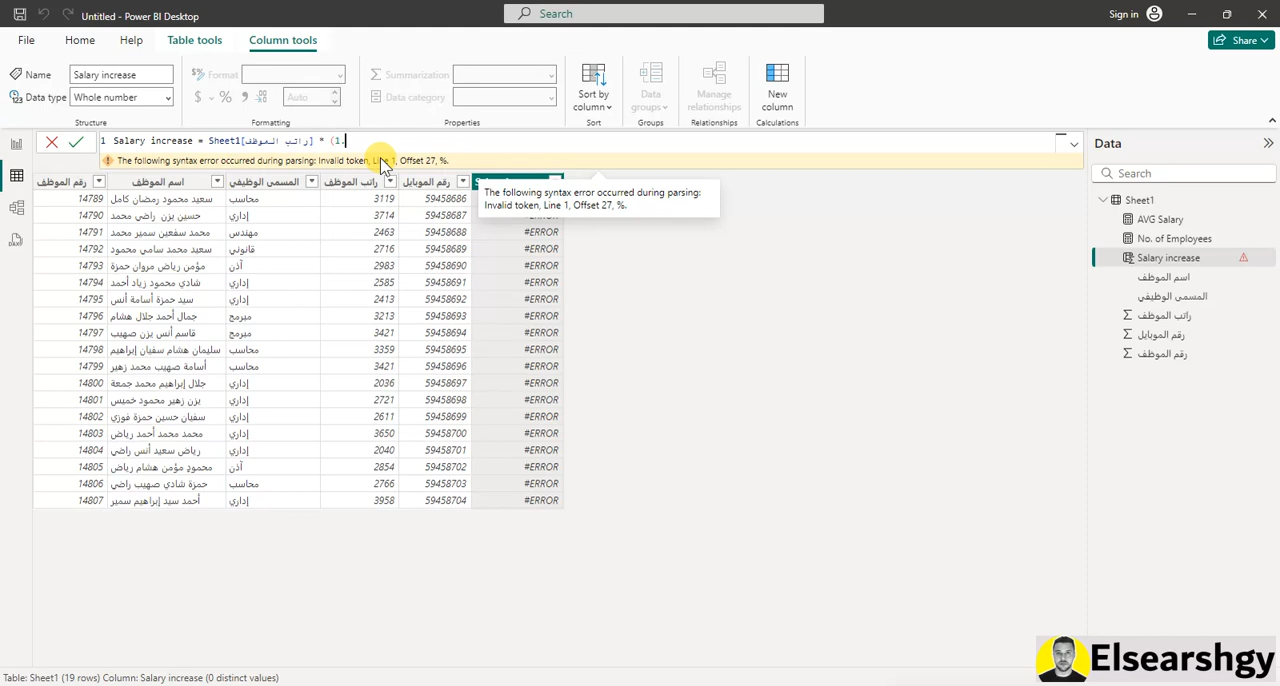 Untitled - Power BI Desktop
Search
Sign in
File
Home
Help
Table tools
Column tools
Share
Name
Salary increase
Data type
Whole number
Structure
Format
$
%
Auto
Formatting
Summarization
Data category
Properties
Sort by column
Sort
Data groups
Groups
Manage relationships
Relationships
New column
Calculations
1 Salary increase = Sheet1[راتب الموظف] * (1.
The following syntax error occurred during parsing: Invalid token, Line 1, Offset 27, %.
The following syntax error occurred during parsing:
Invalid token, Line 1, Offset 27, %.
رقم الموظف اسم الموظف المسمى الوظيفي راتب الموظف رقم الموبايل
14789 سعيد محمود رمضان كامل محاسب 3119 59458686
14790 حسين يزن راضي محمد إداري 3714 59458687 #ERROR
14791 محمد سفعين سمير محمد مهندس 2463 59458688 #ERROR
14792 سعيد محمد سامي محمود قانوني 2716 59458689 #ERROR
14793 مؤمن رياض مروان حمزة آذن 2983 59458690 #ERROR
14794 شادي محمود زياد أحمد إداري 2585 59458691 #ERROR
14795 سيد حمزة أسامة أنس إداري 2413 59458692 #ERROR
14796 جمال أحمد جلال هشام مبرمج 3213 59458693 #ERROR
14797 قاسم أنس يزن صهيب مبرمج 3421 59458694 #ERROR
14798 سليمان هشام سفيان إبراهيم محاسب 3359 59458695 #ERROR
14799 أسامة صهيب محمد زهير محاسب 3421 59458696 #ERROR
14800 جلال إبراهيم محمد جمعة إداري 2036 59458697 #ERROR
14801 يزن زهير محمود خميس إداري 2721 59458698 #ERROR
14802 سفيان حسين حمزة فوزي إداري 2611 59458699 #ERROR
14803 محمد محمد أحمد رياض إداري 3650 59458700 #ERROR
14804 رياض سعيد أنس راضي إداري 2040 59458701 #ERROR
14805 محمود مؤمن هشام رياض آذن 2854 59458702 #ERROR
14806 حمزة شادي صهيب راضي محاسب 2766 59458703 #ERROR
14807 أحمد سيد إبراهيم سمير إداري 3958 59458704 #ERROR
Data
Search
Sheet1
AVG Salary
No. of Employees
Salary increase
اسم الموظف
المسمى الوظيفي
راتب الموظف
رقم الموبايل
رقم الموظف
Table: Sheet1 (19 rows) Column: Salary increase (0 distinct values)
Elsearshgy